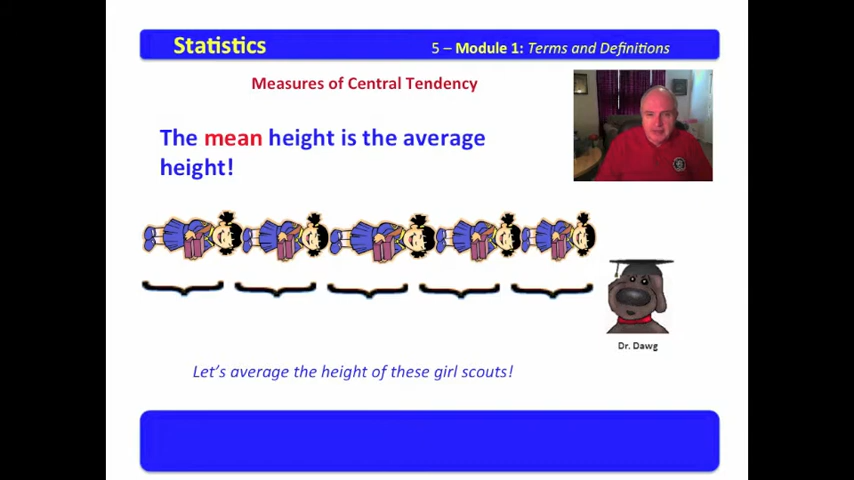 Statistics
5 – Module 1: Terms and Definitions
Measures of Central Tendency
The mean height is the average
height!
Dr. Dawg
Let's average the height of these girl scouts!